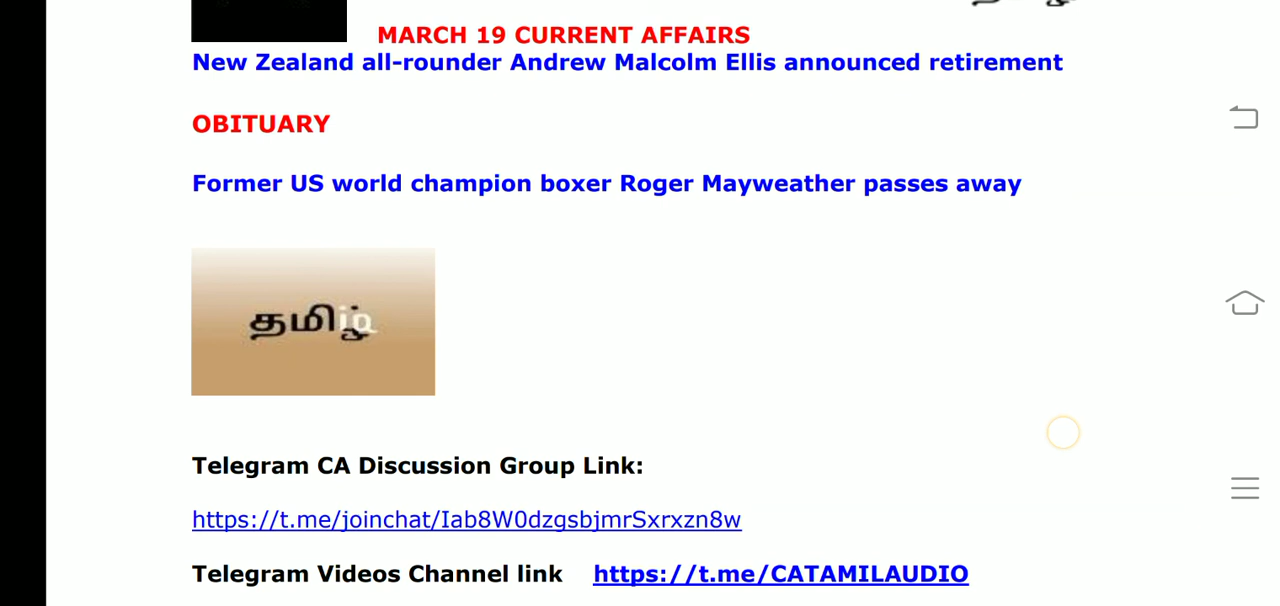 MARCH 19 CURRENT AFFAIRS
New Zealand all-rounder Andrew Malcolm Ellis announced retirement
OBITUARY
Former US world champion boxer Roger Mayweather passes away
தமிழ்
Telegram CA Discussion Group Link:
https://t.me/joinchat/Iab8W0dzgsbjmrSxrxzn8w
Telegram Videos Channel link https://t.me/CATAMILAUDIO